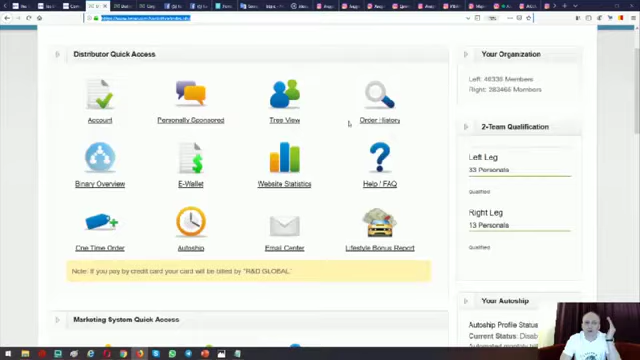 Distributor Quick Access
Account
Personally Sponsored
Tree View
Order History
Binary Overview
E-Wallet
Website Statistics
Help / FAQ
One Time Order
Autoship
Email Center
Lifestyle Bonus Report
Note: If you pay by credit card your card will be billed by "R&D GLOBAL"
Marketing System Quick Access
Your Organization
Left: 46338 Members
Right: 283466 Members
2-Team Qualification
Left Leg
33 Personals
Qualified
Right Leg
13 Personals
Qualified
Your Autoship
Autoship Profile Status
Current Status:
Automated monthly